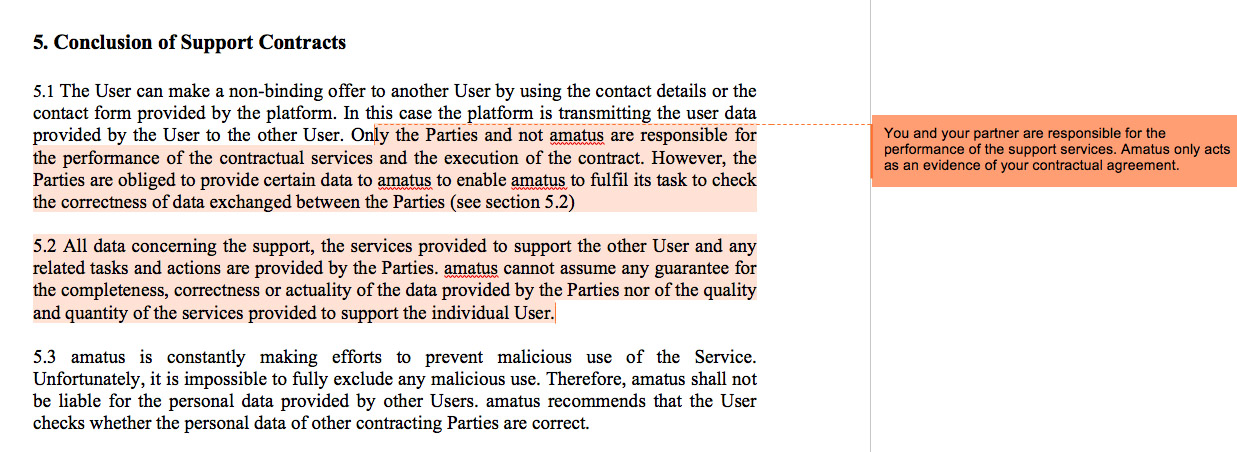 5. Conclusion of Support Contracts
5.1 The User can make a non-binding offer to another User by using the contact details or the
contact form provided by the platform. In this case the platform is transmitting the user data
provided by the User to the other User. Only the Parties and not amatus are responsible for
the performance of the contractual services and the execution of the contract. However, the
Parties are obliged to provide certain data to amatus to enable amatus to fulfil its task to check
the correctness of data exchanged between the Parties (see section 5.2)
5.2 All data concerning the support, the services provided to support the other User and any
related tasks and actions are provided by the Parties. amatus cannot assume any guarantee for
the completeness, correctness or actuality of the data provided by the Parties nor of the quality
and quantity of the services provided to support the individual User.
5.3 amatus is constantly making efforts to prevent malicious use of the Service.
Unfortunately, it is impossible to fully exclude any malicious use. Therefore, amatus shall not
be liable for the personal data provided by other Users. amatus recommends that the User
checks whether the personal data of other contracting Parties are correct.
You and your partner are responsible for the
performance of the support services. Amatus only acts
as an evidence of your contractual agreement.